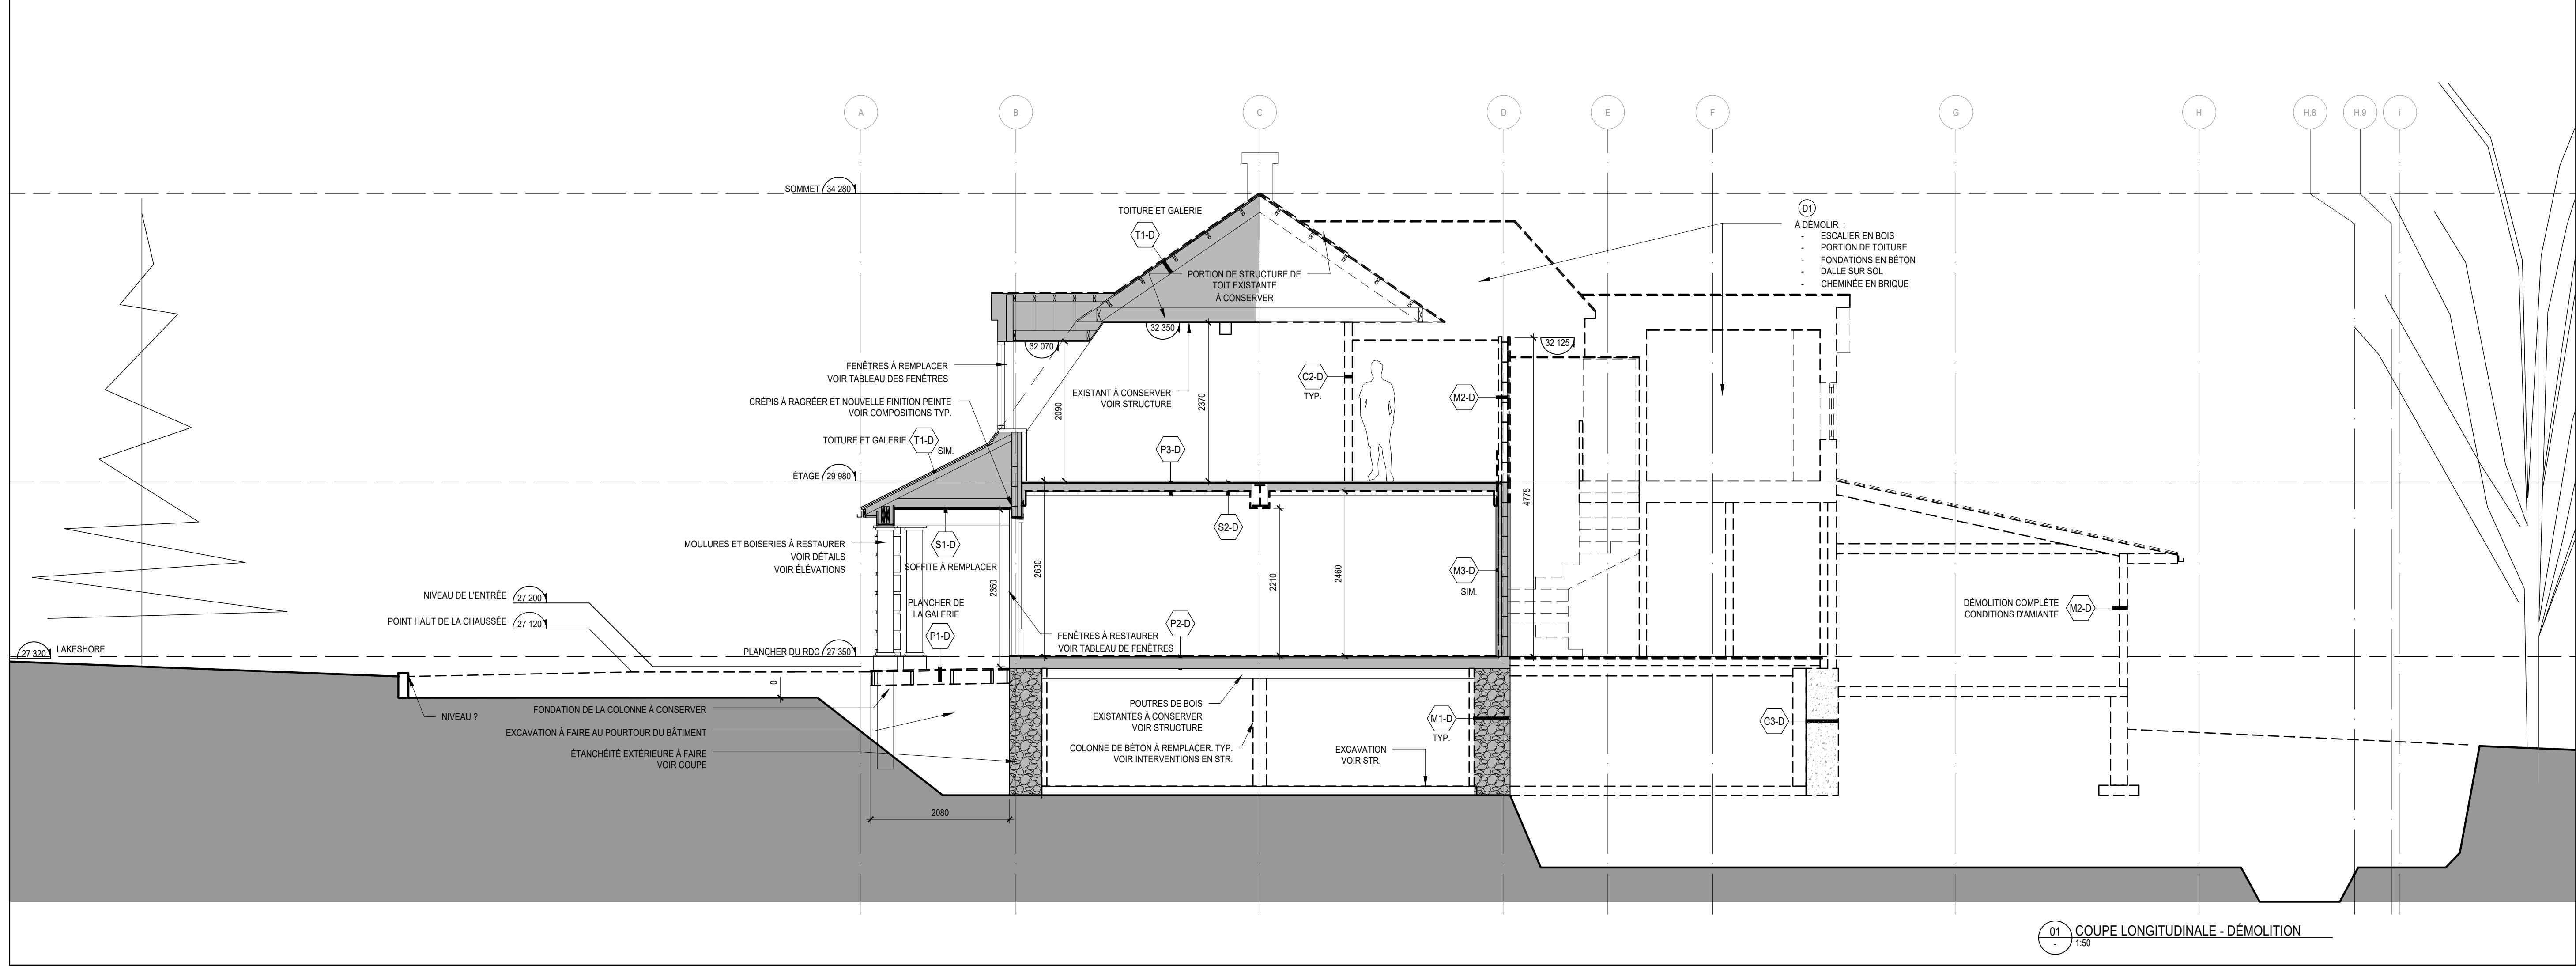 A
B
C
D
E
F
G
H
H.8
H.9
i
SOMMET 34 280
TOITURE ET GALERIE
T1-D
PORTION DE STRUCTURE DE
TOIT EXISTANTE
À CONSERVER
D1
À DÉMOLIR :
- ESCALIER EN BOIS
- PORTION DE TOITURE
- FONDATIONS EN BÉTON
- DALLE SUR SOL
- CHEMINÉE EN BRIQUE
32 350
32 070
32 125
FENÊTRES À REMPLACER
VOIR TABLEAU DES FENÊTRES
CRÉPIS À RAGRÉER ET NOUVELLE FINITION PEINTE
VOIR COMPOSITIONS TYP.
EXISTANT À CONSERVER
VOIR STRUCTURE
2090
2370
C2-D
TYP.
M2-D
TOITURE ET GALERIE T1-D
SIM.
P3-D
ÉTAGE 29 980
4775
S1-D
SOFFITE À REMPLACER
S2-D
MOULURES ET BOISERIES À RESTAURER
VOIR DÉTAILS
VOIR ÉLÉVATIONS
2350
2630
2210
2460
M3-D
SIM.
NIVEAU DE L'ENTRÉE 27 200
POINT HAUT DE LA CHAUSSÉE 27 120
PLANCHER DE
LA GALERIE
P1-D
P2-D
FENÊTRES À RESTAURER
VOIR TABLEAU DE FENÊTRES
DÉMOLITION COMPLÈTE
CONDITIONS D'AMIANTE
M2-D
27 320 LAKESHORE
PLANCHER DU RDC 27 350
0
NIVEAU ?
FONDATION DE LA COLONNE À CONSERVER
EXCAVATION À FAIRE AU POURTOUR DU BÂTIMENT
ÉTANCHÉITÉ EXTÉRIEURE À FAIRE
VOIR COUPE
POUTRES DE BOIS
EXISTANTES À CONSERVER
VOIR STRUCTURE
COLONNE DE BÉTON À REMPLACER. TYP.
VOIR INTERVENTIONS EN STR.
EXCAVATION
VOIR STR.
M1-D
TYP.
C3-D
2080
01
-
COUPE LONGITUDINALE - DÉMOLITION
1:50